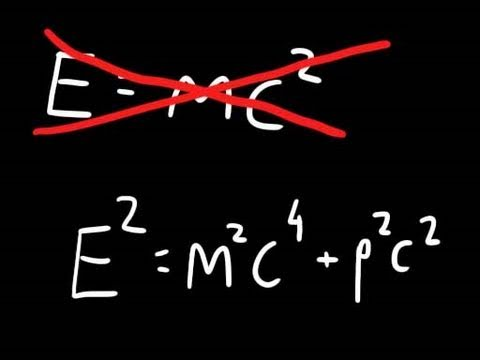 E = MC²
E² = M²C⁴ + p²c²